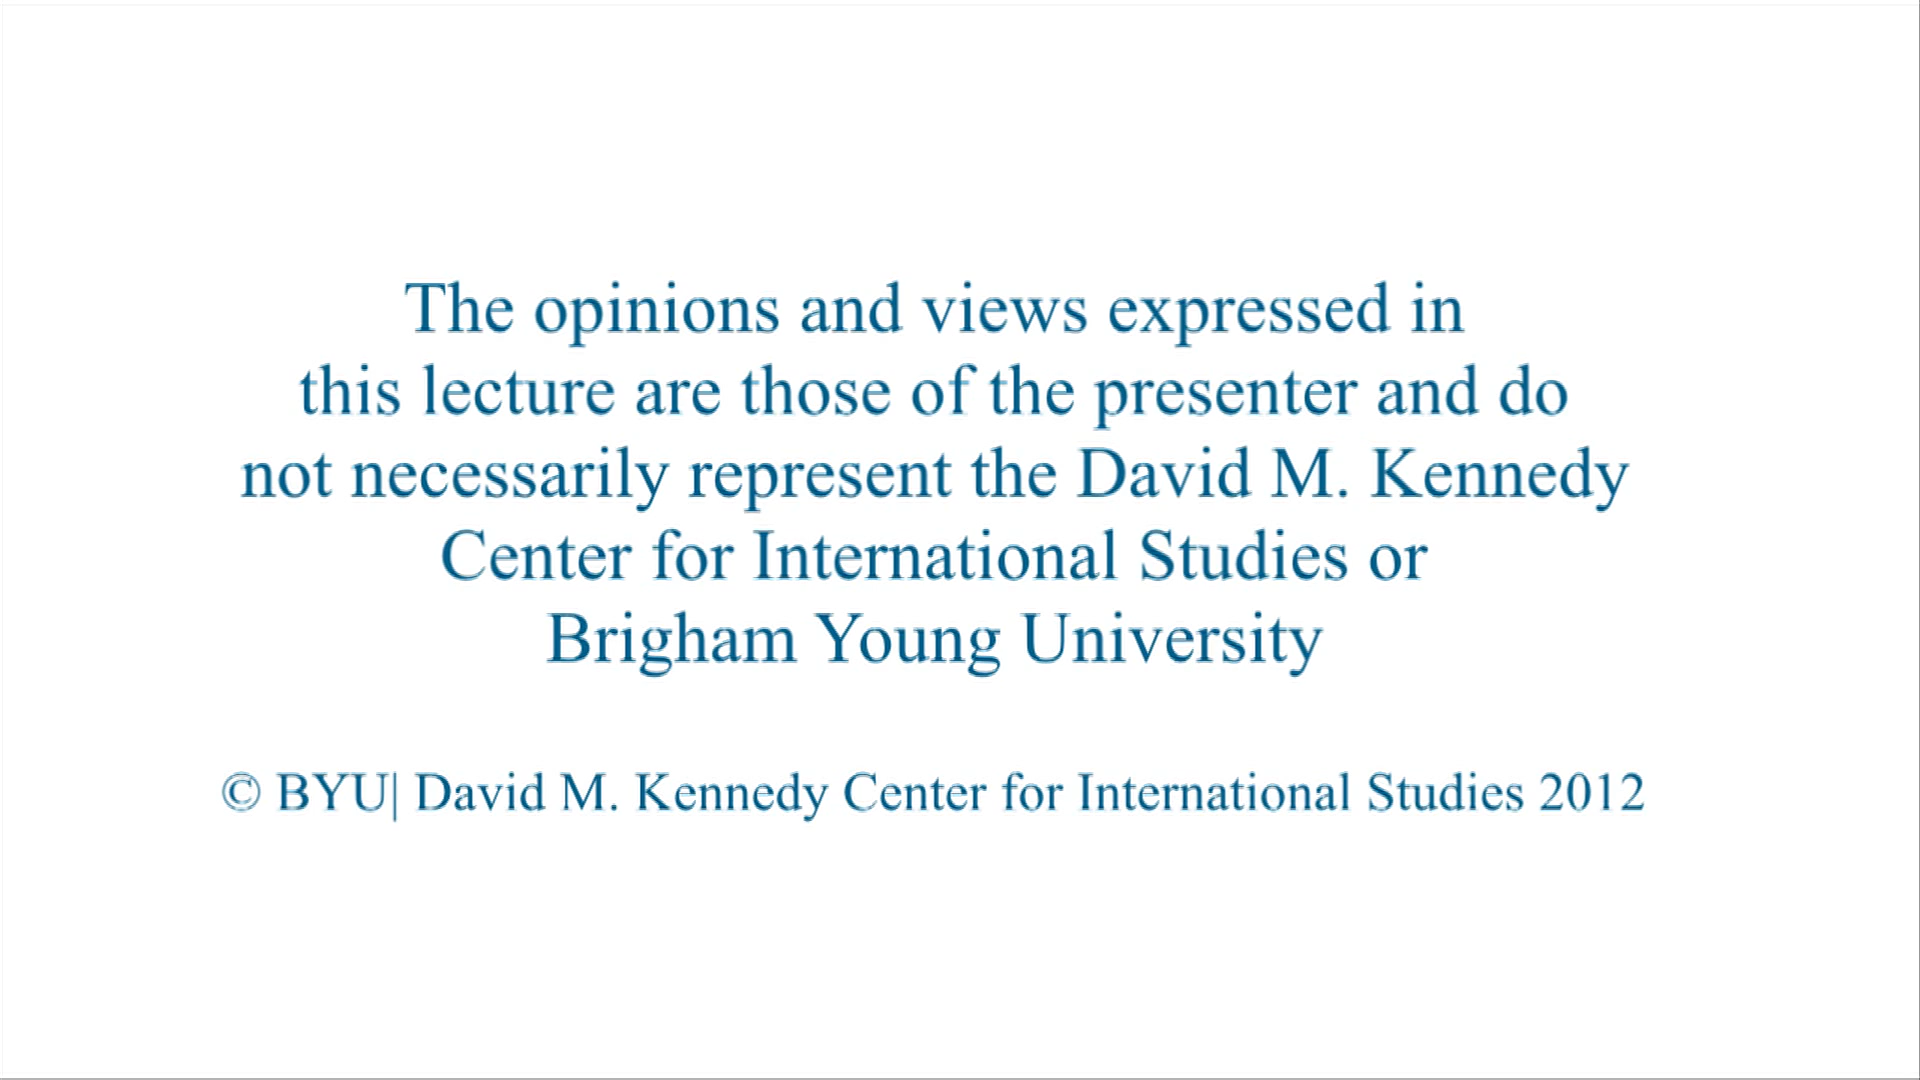 The opinions and views expressed in
this lecture are those of the presenter and do
not necessarily represent the David M. Kennedy
Center for International Studies or
Brigham Young University
© BYU| David M. Kennedy Center for International Studies 2012